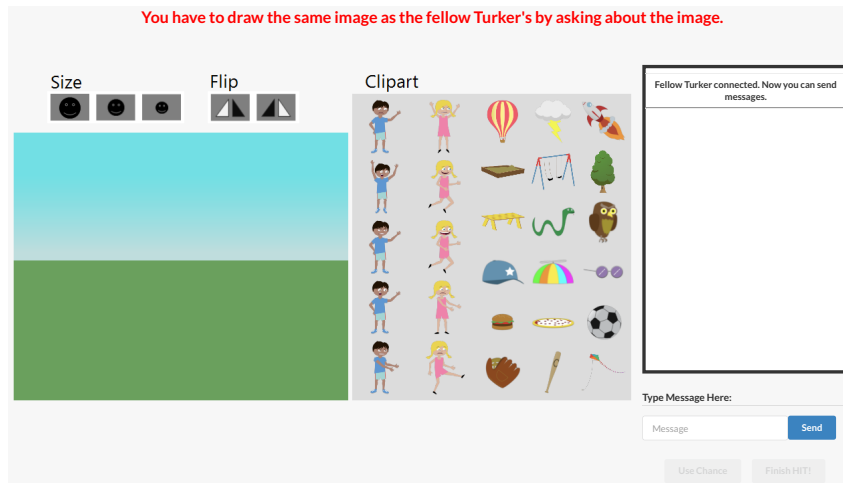 You have to draw the same image as the fellow Turker's by asking about the image.
Size
Flip
Clipart
Fellow Turker connected. Now you can send
messages.
Type Message Here:
Message
Send
Use Chance
Finish HIT!